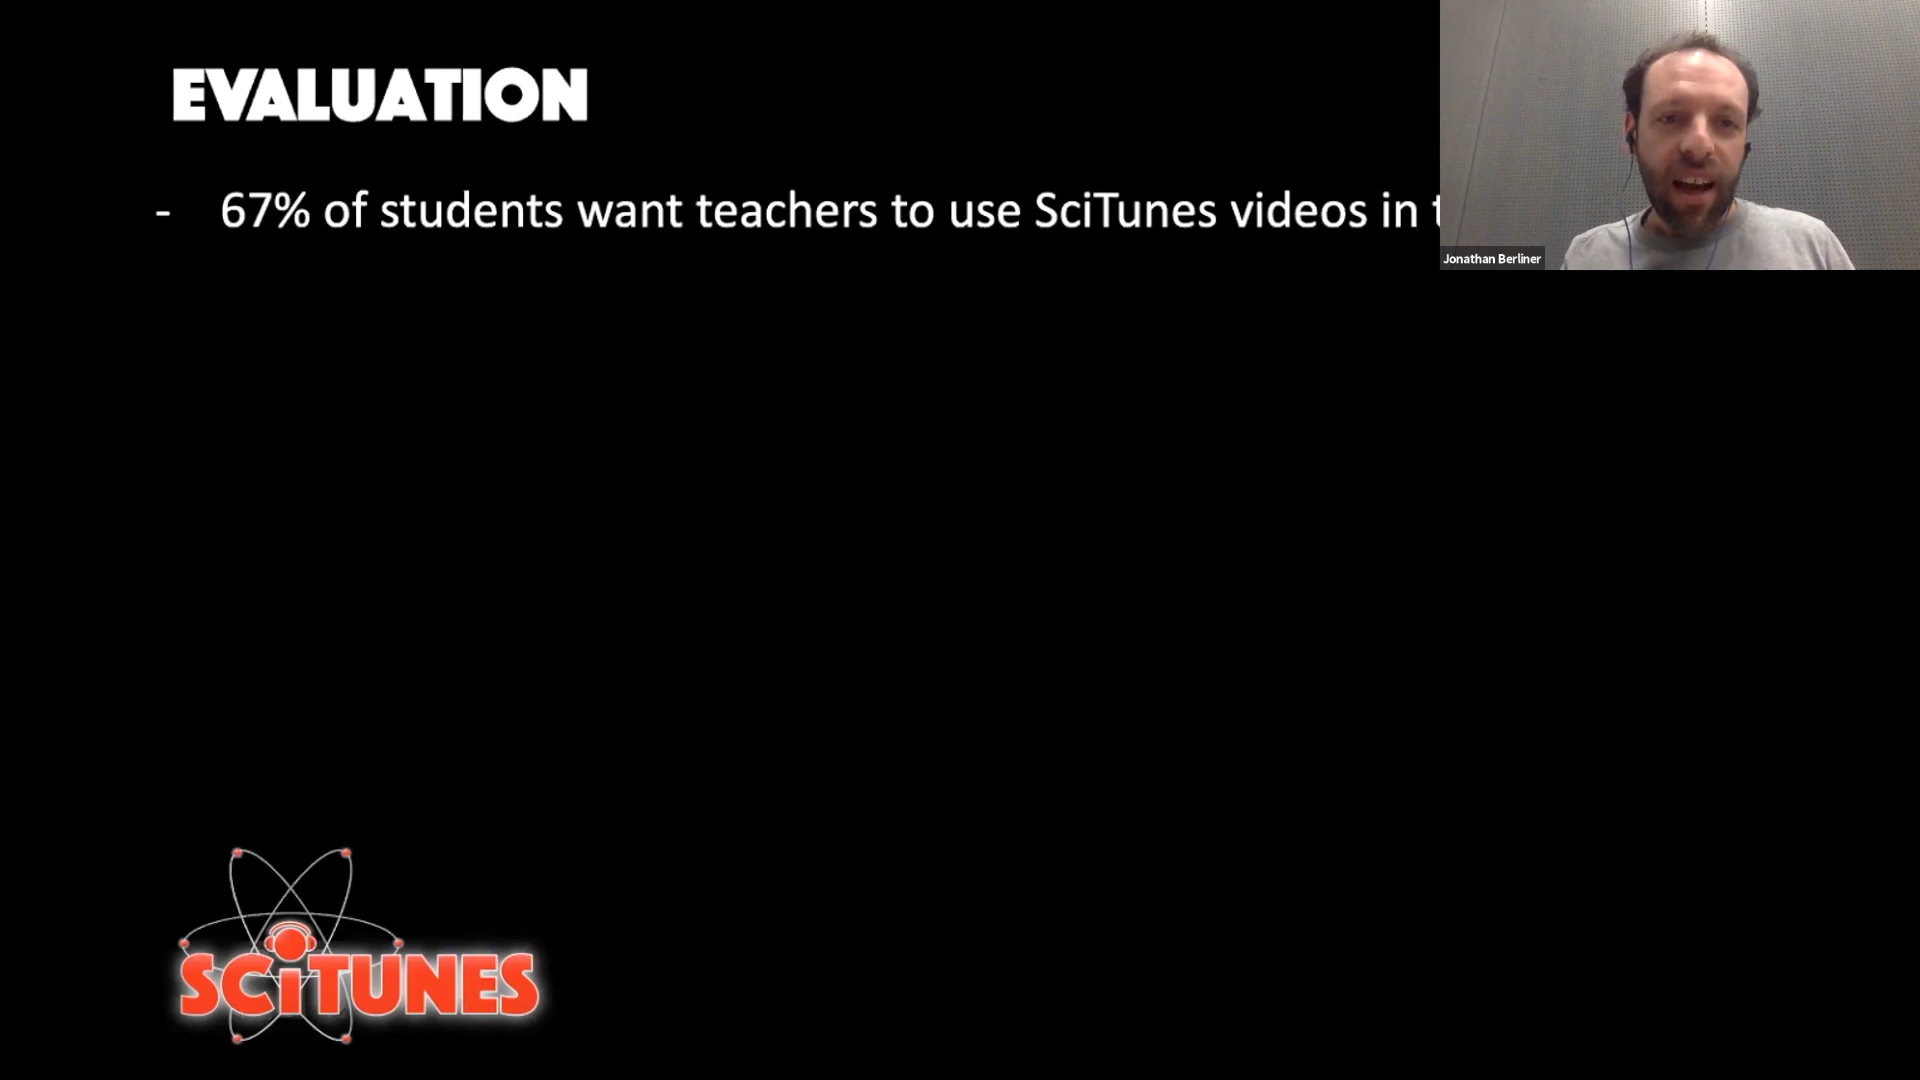 EVALUATION
- 67% of students want teachers to use SciTunes videos in
Jonathan Berliner
SCiTUNES